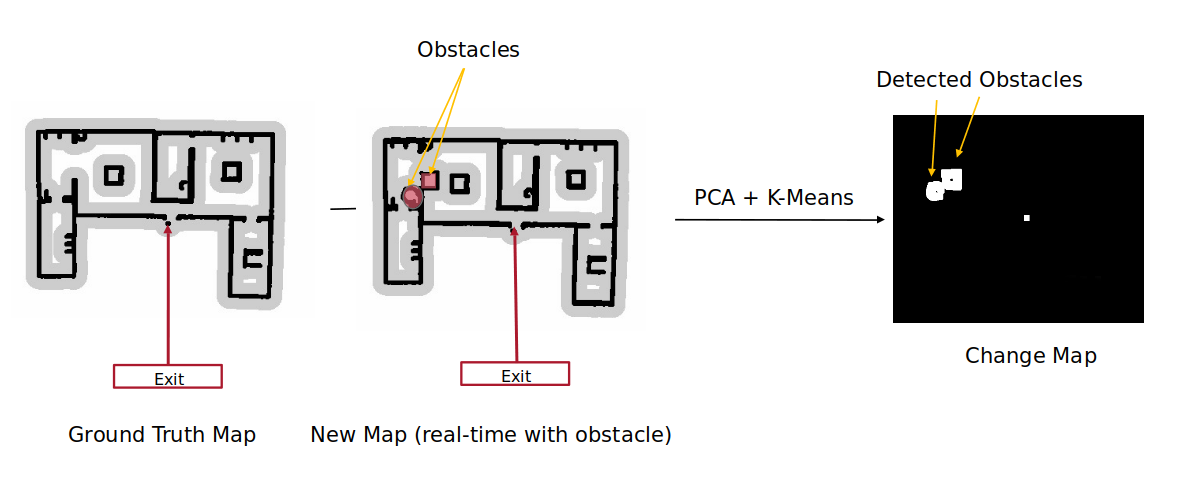 Obstacles
Detected Obstacles
PCA + K-Means
Change Map
Exit
Exit
Ground Truth Map
New Map (real-time with obstacle)